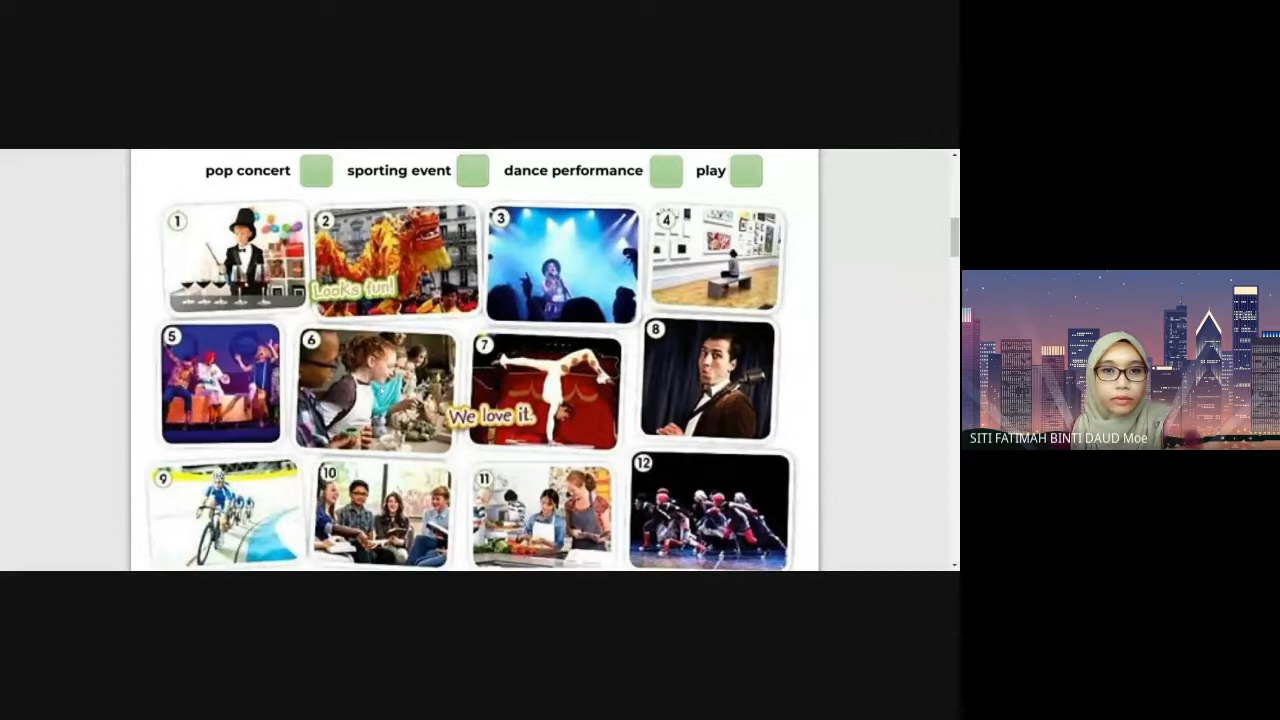 pop concert sporting event dance performance play
1 2 3 4
Looks fun!
5 6 7 8
We love it.
9 10 11 12
SITI FATIMAH BINTI DAUD Moe